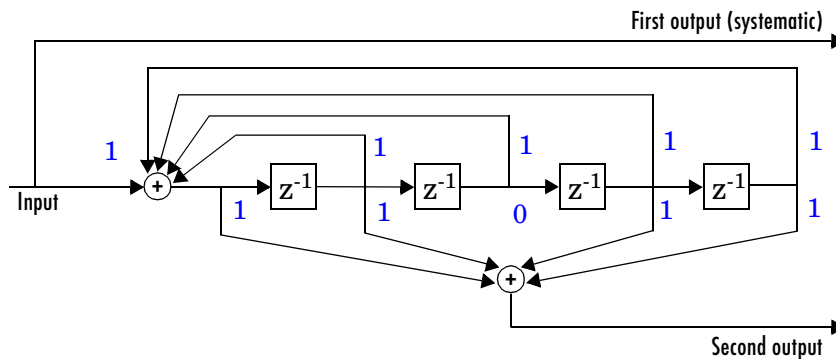 First output (systematic)
1 1 1 1 1
+ z⁻¹ z⁻¹ z⁻¹ z⁻¹
Input
1 1 0 1 1
+
Second output